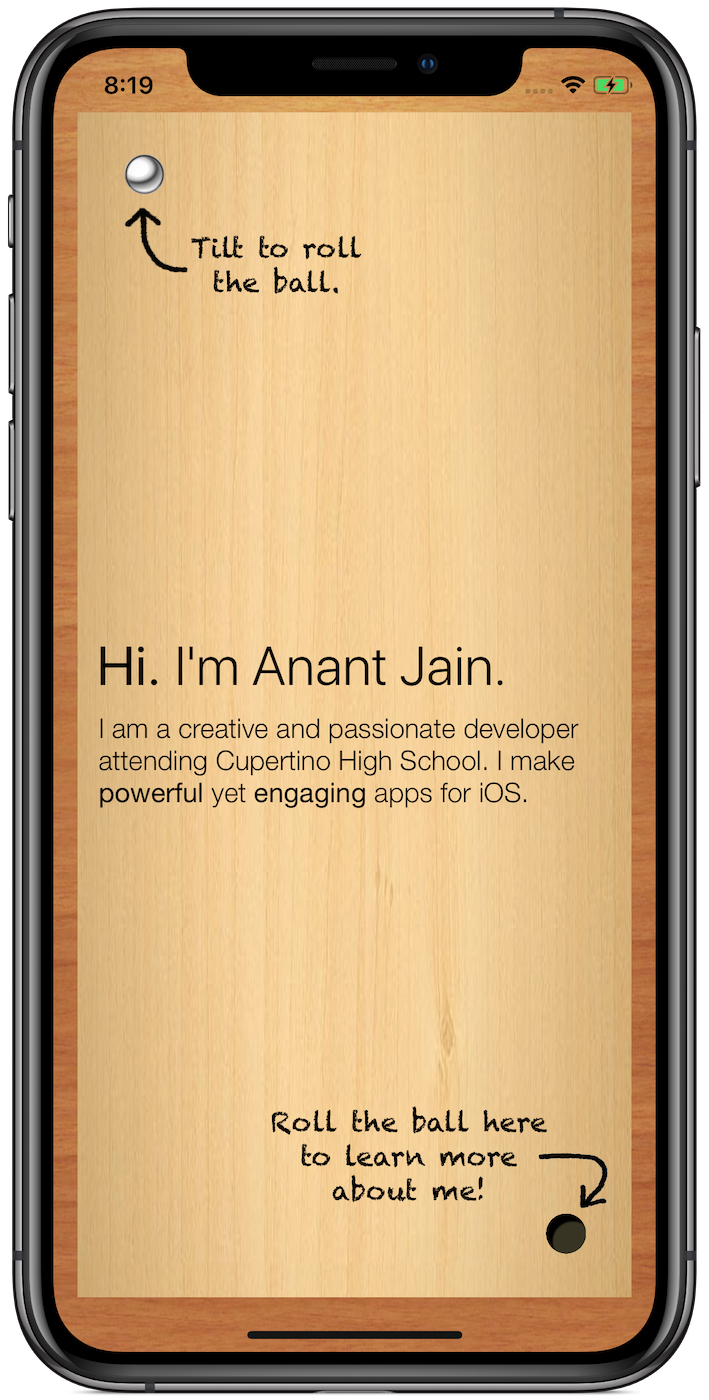 8:19
Tilt to roll
the ball.
Hi. I'm Anant Jain.
I am a creative and passionate developer
attending Cupertino High School. I make
powerful yet engaging apps for iOS.
Roll the ball here
to learn more
about me!